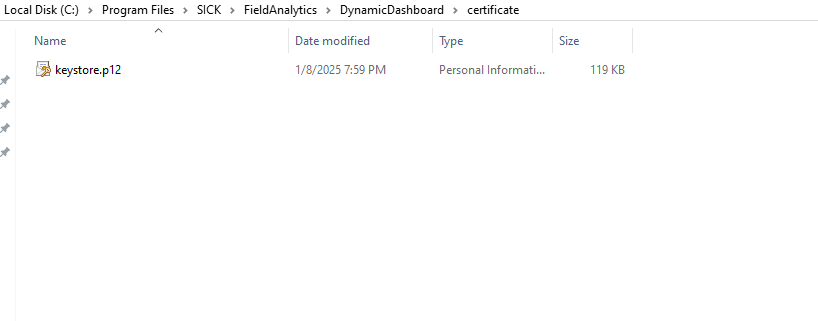 Local Disk (C:) > Program Files > SICK > FieldAnalytics > DynamicDashboard > certificate
Name Date modified Type Size
keystore.p12 1/8/2025 7:59 PM Personal Informati... 119 KB